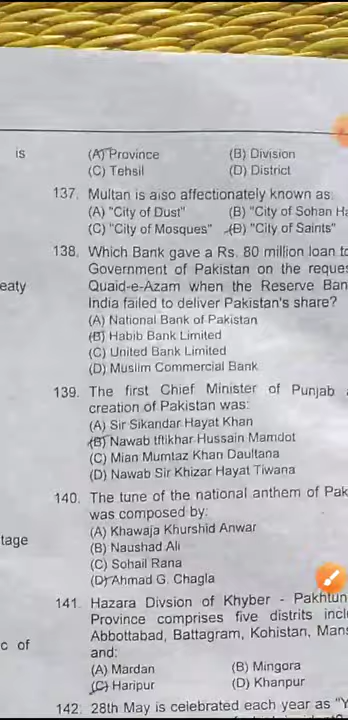 is
(A) Province (B) Division
(C) Tehsil (D) District
137. Multan is also affectionately known as:
(A) "City of Dust" (B) "City of Sohan Ha
(C) "City of Mosques" (D) "City of Saints"
138. Which Bank gave a Rs. 80 million loan to
Government of Pakistan on the reques
eaty Quaid-e-Azam when the Reserve Ban
India failed to deliver Pakistan's share?
(A) National Bank of Pakistan
(B) Habib Bank Limited
(C) United Bank Limited
(D) Muslim Commercial Bank
139. The first Chief Minister of Punjab
creation of Pakistan was:
(A) Sir Sikandar Hayat Khan
(B) Nawab Iftikhar Hussain Mamdot
(C) Mian Mumtaz Khan Daultana
(D) Nawab Sir Khizar Hayat Tiwana
140. The tune of the national anthem of Pak
was composed by:
tage (A) Khawaja Khurshid Anwar
(B) Naushad Ali
(C) Sohail Rana
(D) Ahmad G. Chagla
141. Hazara Divsion of Khyber - Pakhtun
Province comprises five distrits incl
c of Abbottabad, Battagram, Kohistan, Mans
and:
(A) Mardan (B) Mingora
(C) Haripur (D) Khanpur
142. 28th May is celebrated each year as "Y